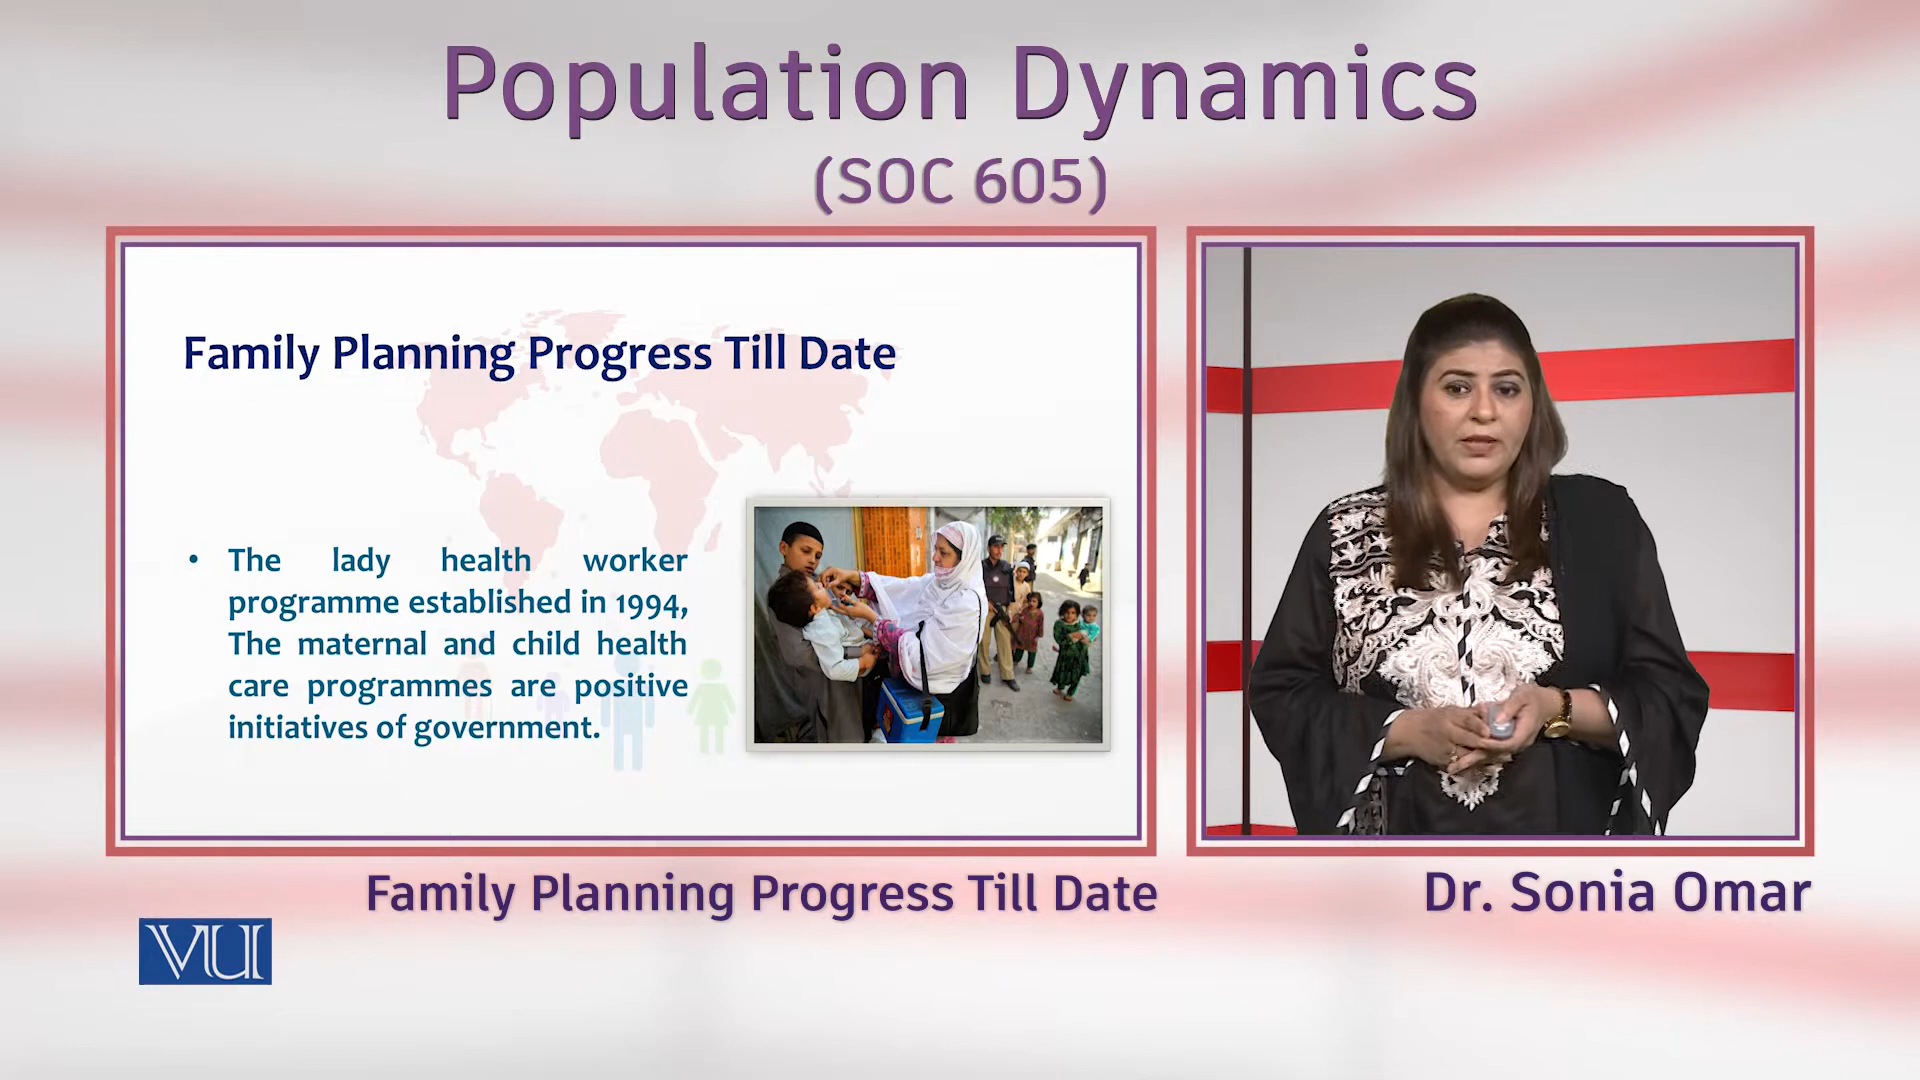 Population Dynamics
(SOC 605)
Family Planning Progress Till Date
• The lady health worker
programme established in 1994,
The maternal and child health
care programmes are positive
initiatives of government.
Family Planning Progress Till Date
Dr. Sonia Omar
VU